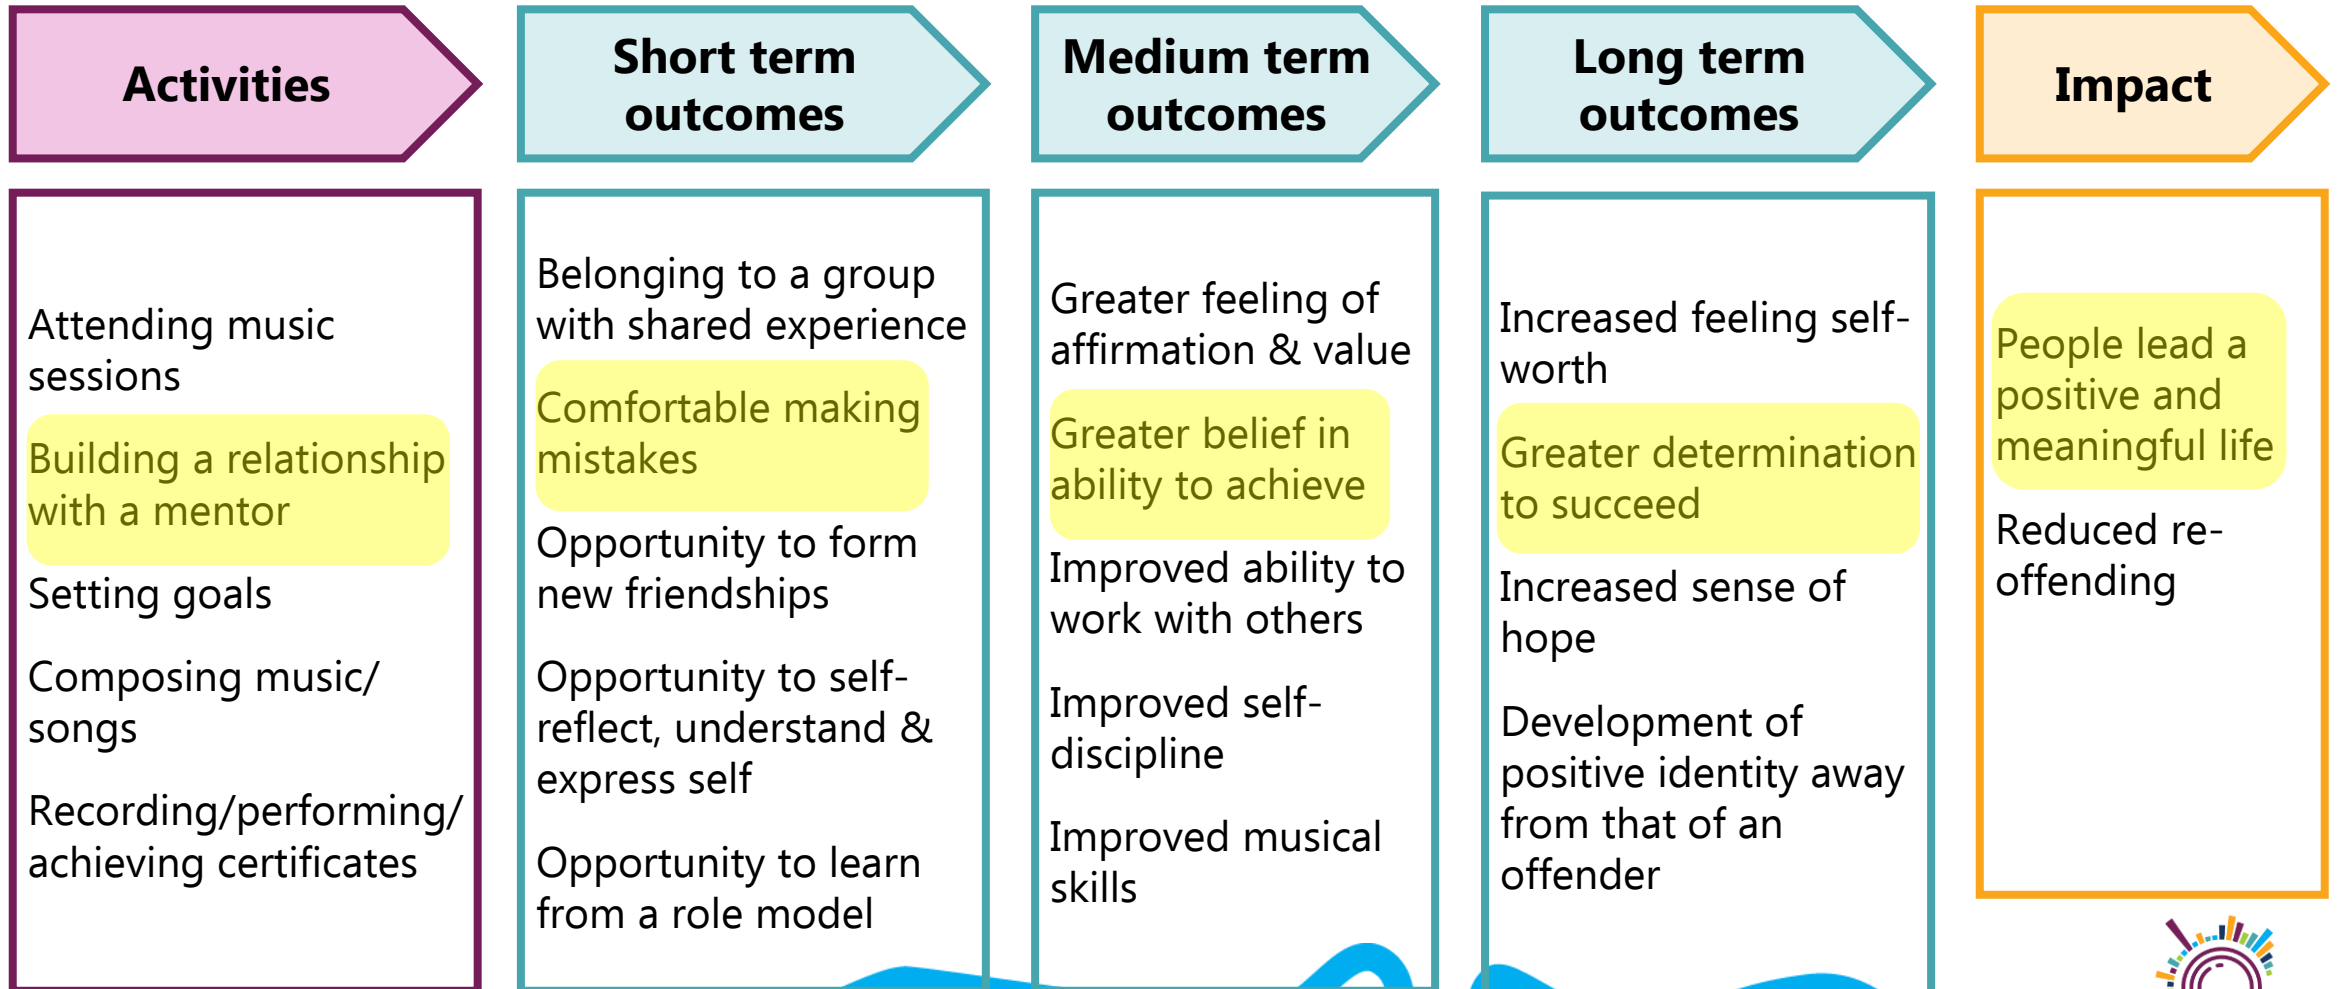 Activities
Short term
outcomes
Medium term
outcomes
Long term
outcomes
Impact
Attending music
sessions
Building a relationship
with a mentor
Setting goals
Composing music/
songs
Recording/performing/
achieving certificates
Belonging to a group
with shared experience
Comfortable making
mistakes
Opportunity to form
new friendships
Opportunity to self-
reflect, understand &
express self
Opportunity to learn
from a role model
Greater feeling of
affirmation & value
Greater belief in
ability to achieve
Improved ability to
work with others
Improved self-
discipline
Improved musical
skills
Increased feeling self-
worth
Greater determination
to succeed
Increased sense of
hope
Development of
positive identity away
from that of an
offender
People lead a
positive and
meaningful life
Reduced re-
offending